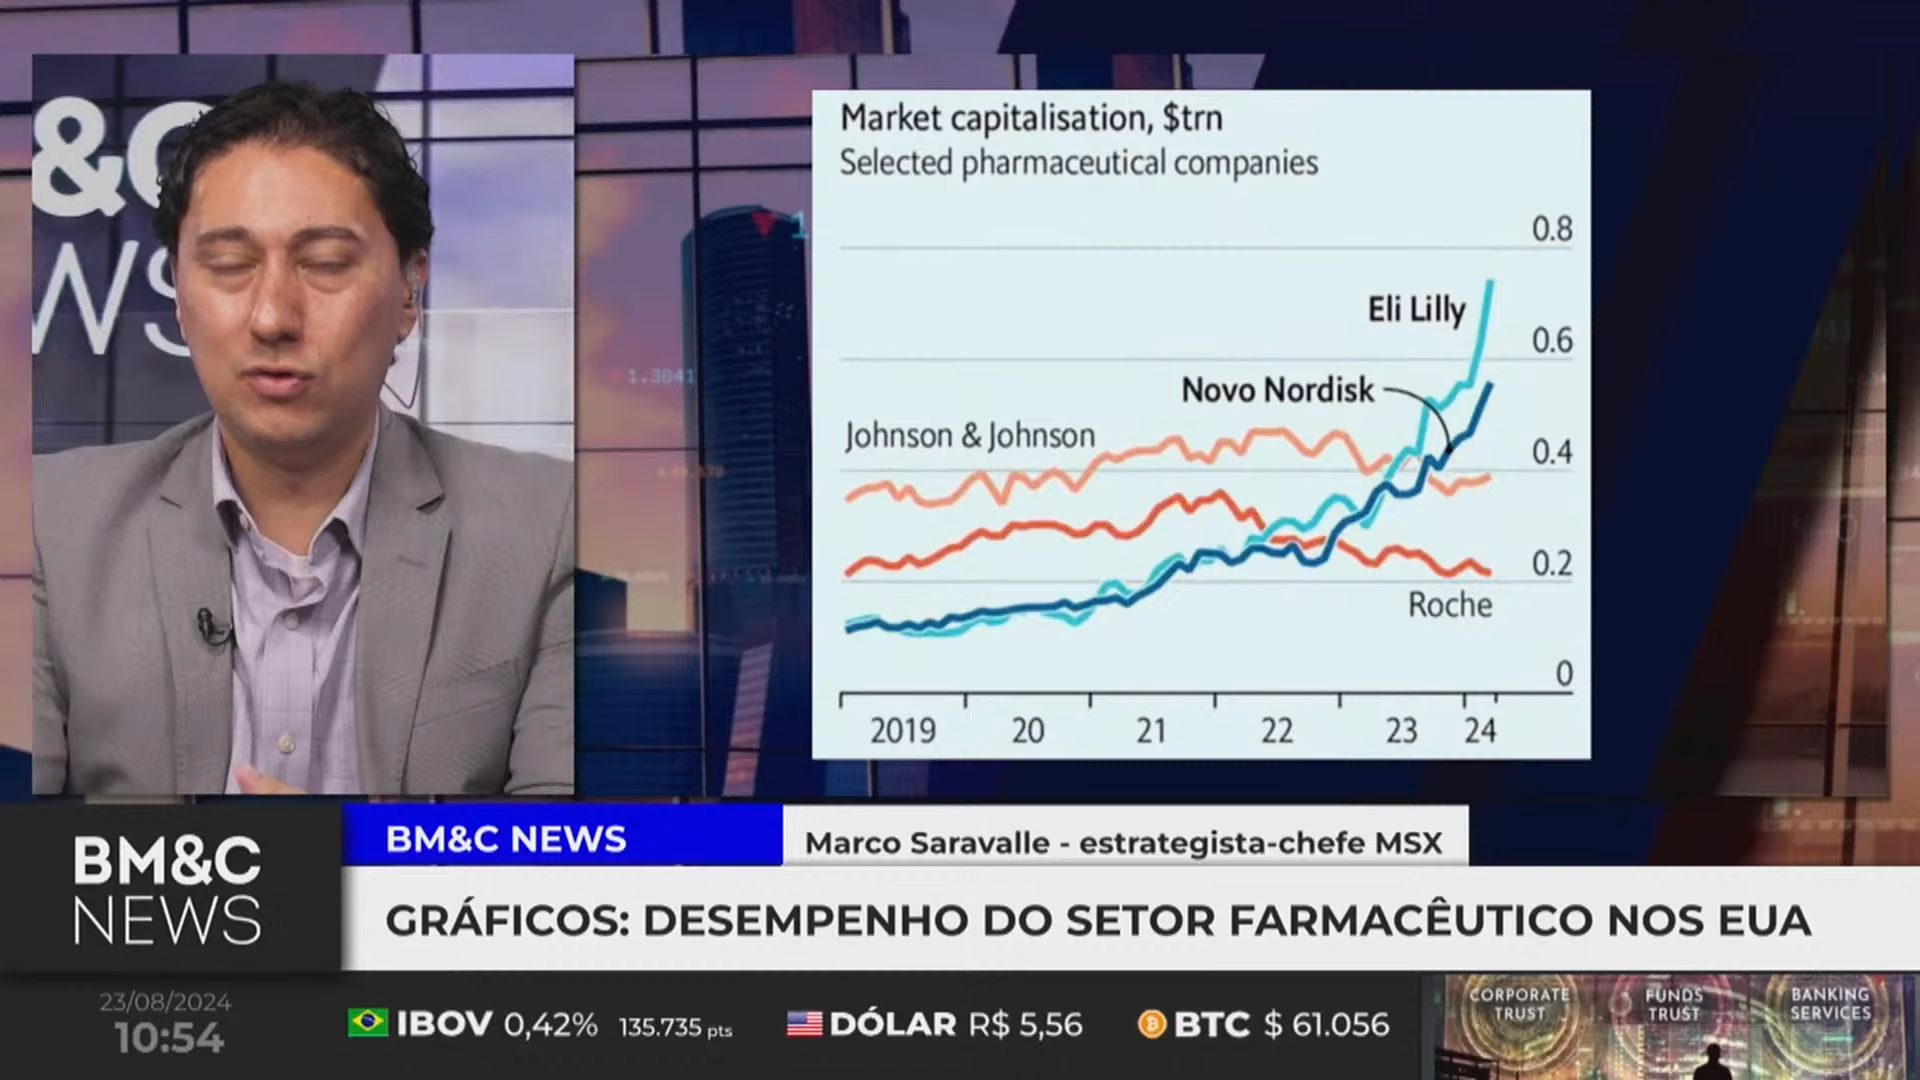 &C
WS
1.3841
Market capitalisation, $trn
Selected pharmaceutical companies
0.8
Eli Lilly
0.6
Novo Nordisk
Johnson & Johnson
0.4
0.2
Roche
0
2019 20 21 22 23 24
BM&C NEWS
Marco Saravalle - estrategista-chefe MSX
BM&C
NEWS
GRÁFICOS: DESEMPENHO DO SETOR FARMACÊUTICO NOS EUA
23/08/2024
10:54
IBOV 0,42% 135.735 pts
DÓLAR R$ 5,56
BTC $ 61.056
CORPORATE
TRUST
FUNDS
TRUST
BANKING
SERVICES